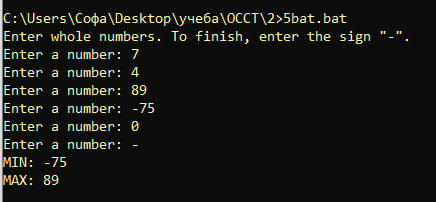 C:\Users\Софа\Desktop\учеба\ОССТ\2>5bat.bat
Enter whole numbers. To finish, enter the sign "-".
Enter a number: 7
Enter a number: 4
Enter a number: 89
Enter a number: -75
Enter a number: 0
Enter a number: -
MIN: -75
MAX: 89